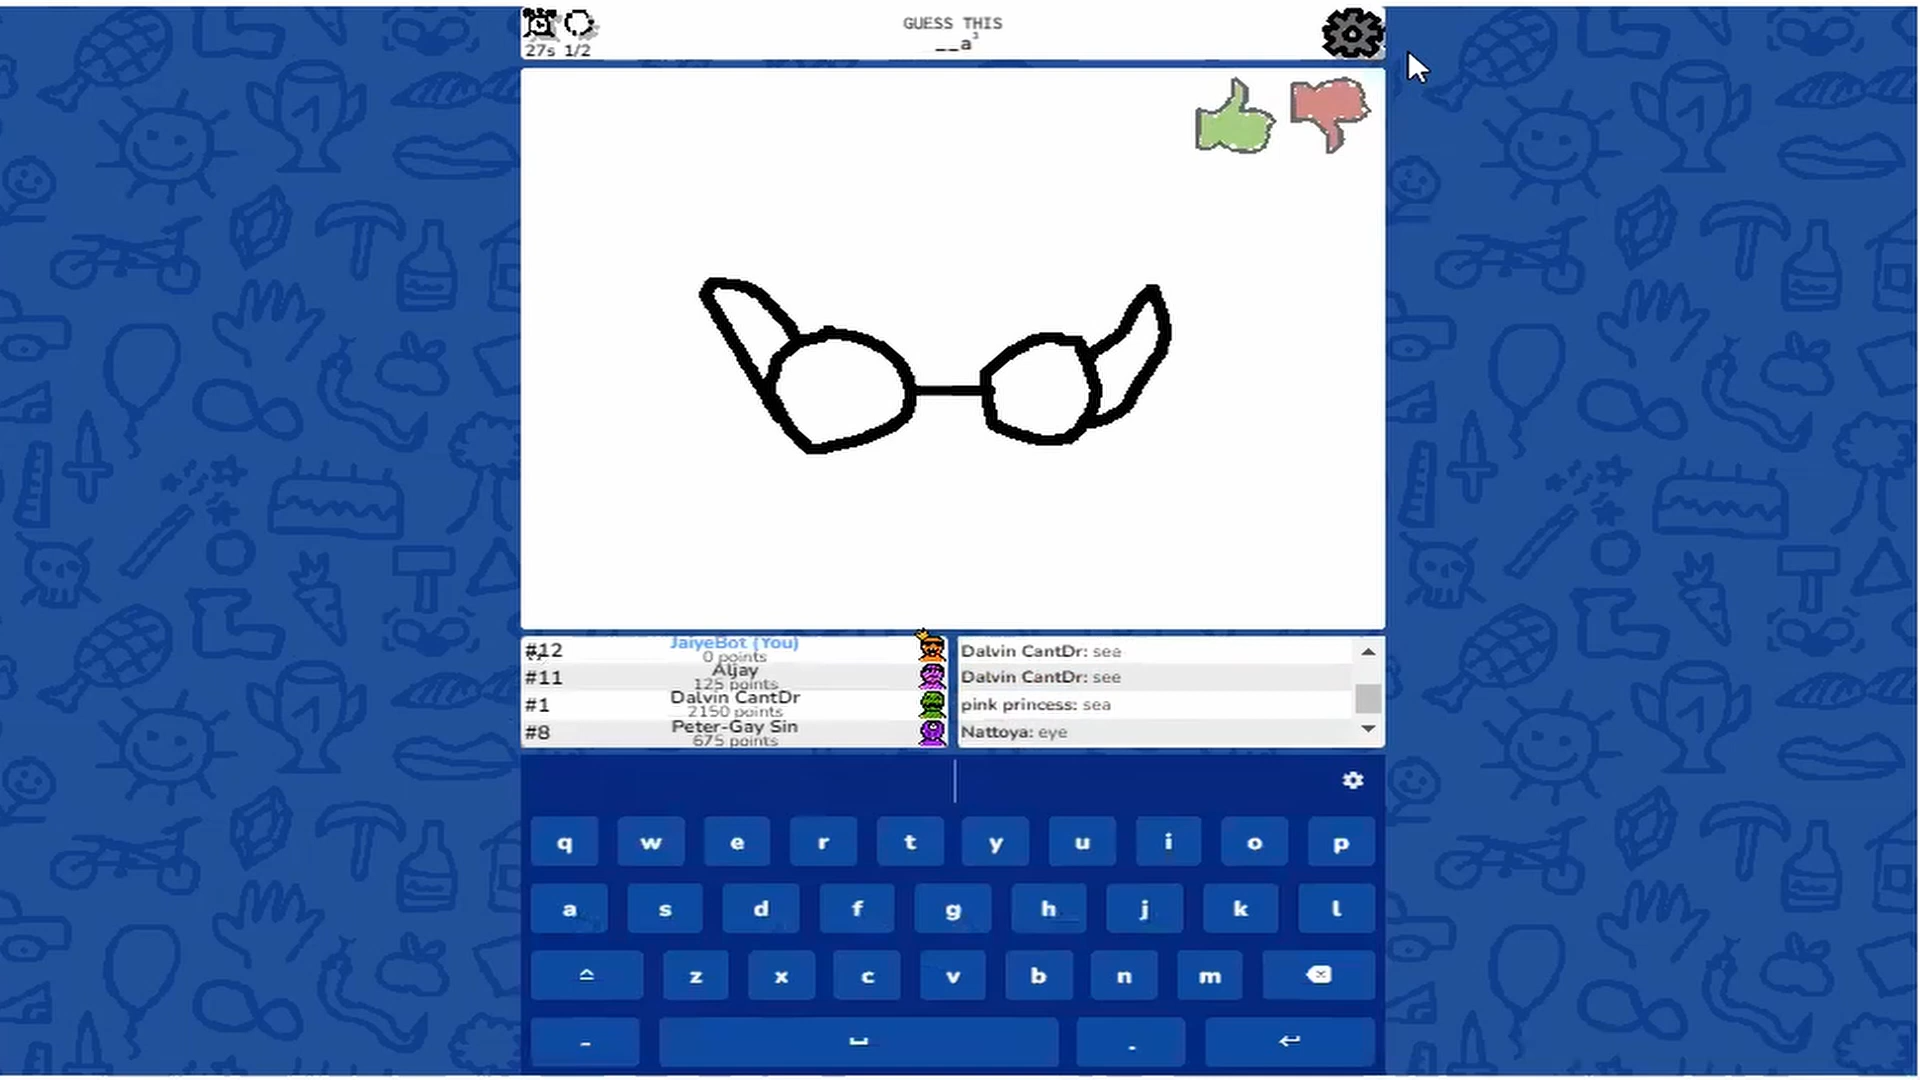 GUESS THIS
__a³
27s 1/2
#12 JaiyeBot (You)
0 points
#11 Aljay
125 points
#1 Dalvin CantDr
2150 points
#8 Peter-Gay Sin
675 points
Dalvin CantDr: see
Dalvin CantDr: see
pink princess: sea
Nattoya: eye
q w e r t y u i o p
a s d f g h j k l
z x c v b n m
- .